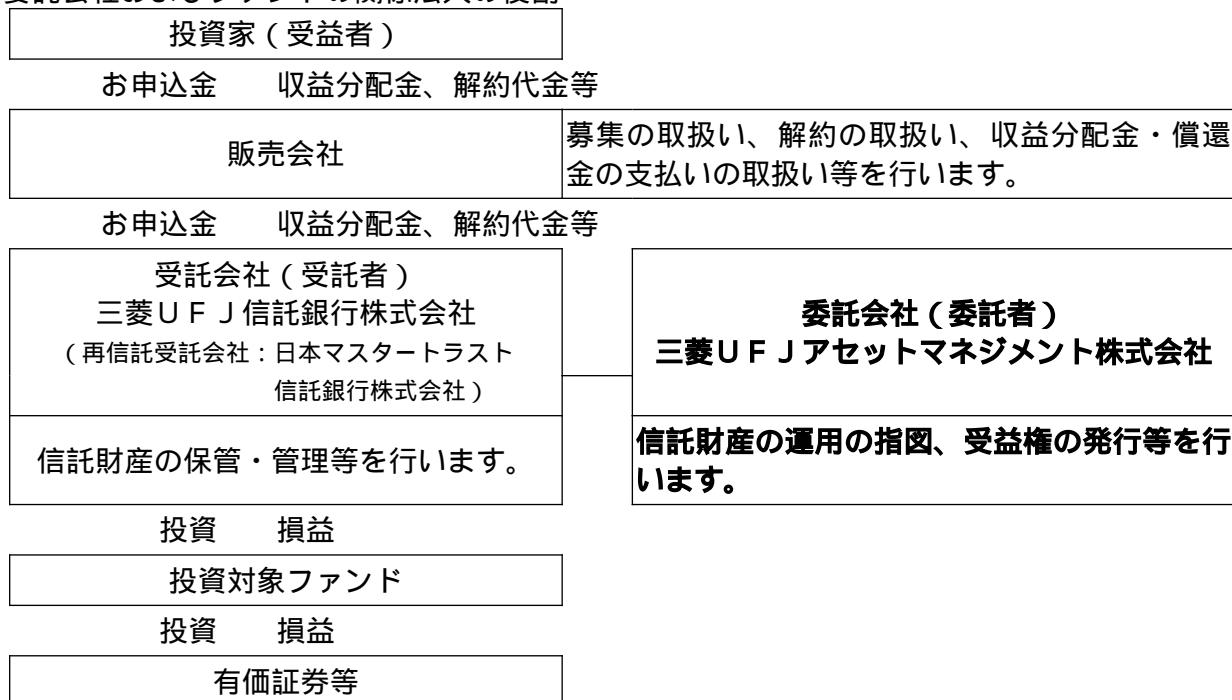 投資家（受益者）
お申込金　　収益分配金、解約代金等
販売会社
募集の取扱い、解約の取扱い、収益分配金・償還
金の支払いの取扱い等を行います。
お申込金　　収益分配金、解約代金等
受託会社（受託者）
三菱ＵＦＪ信託銀行株式会社
（再信託受託会社：日本マスタートラスト
信託銀行株式会社）
信託財産の保管・管理等を行います。
委託会社（委託者）
三菱ＵＦＪアセットマネジメント株式会社
信託財産の運用の指図、受益権の発行等を行
います。
投資　　損益
投資対象ファンド
投資　　損益
有価証券等